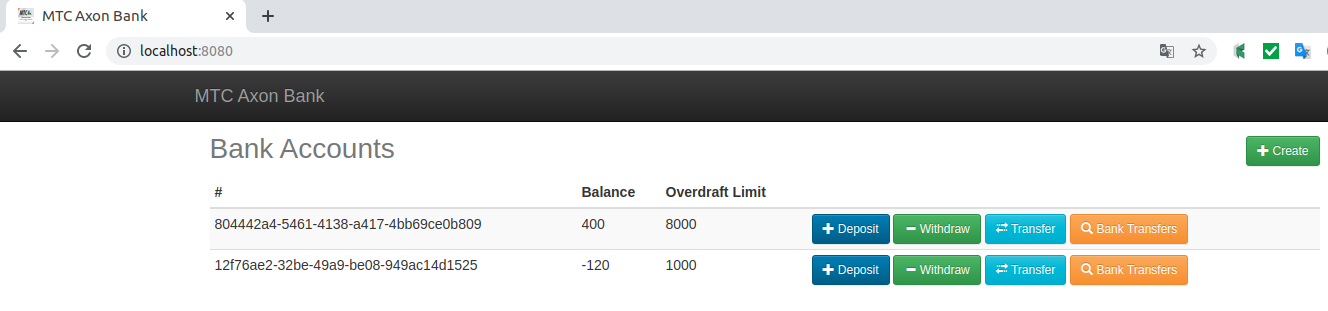 MTC Axon Bank
localhost:8080
MTC Axon Bank
Bank Accounts
Create
# Balance Overdraft Limit
804442a4-5461-4138-a417-4bb69ce0b809 400 8000 Deposit Withdraw Transfer Bank Transfers
12f76ae2-32be-49a9-be08-949ac14d1525 -120 1000 Deposit Withdraw Transfer Bank Transfers